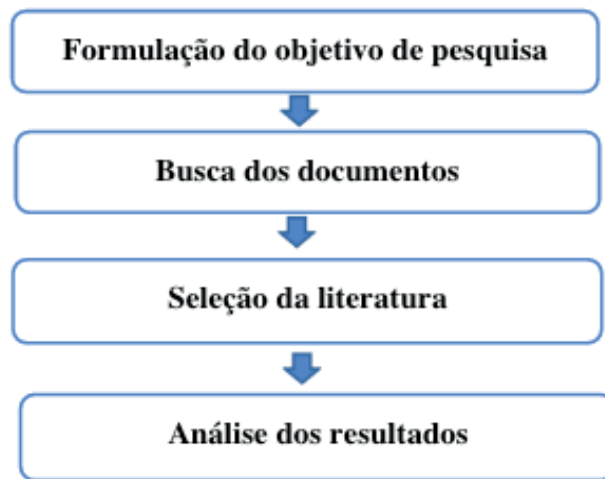 Formulação do objetivo de pesquisa
Busca dos documentos
Seleção da literatura
Análise dos resultados